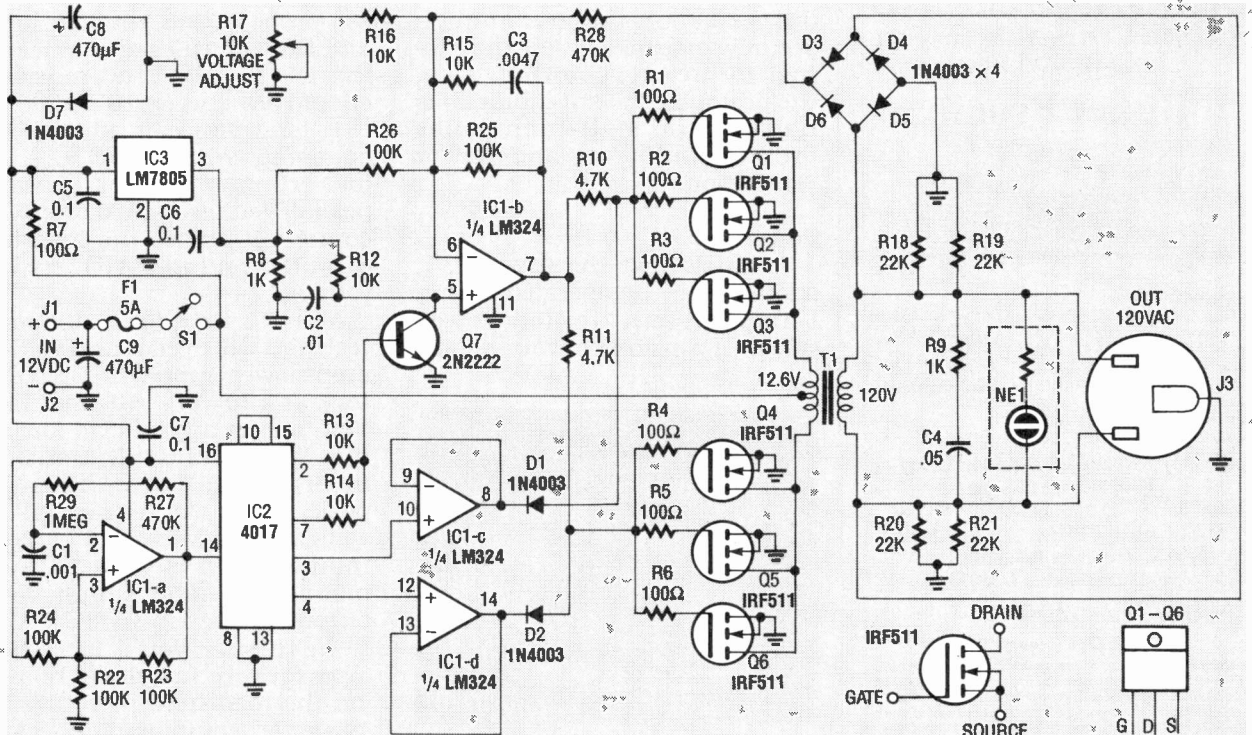 C8
470µF
R17
10K
VOLTAGE
ADJUST
R16
10K
R15
10K
C3
.0047
R28
470K
D3
D4
1N4003 × 4
D6
D5
D7
1N4003
1
IC3
LM7805
3
2
C5
0.1
C6
0.1
R7
100Ω
R26
100K
R25
100K
R10
4.7K
R1
100Ω
Q1
IRF511
R2
100Ω
Q2
IRF511
R3
100Ω
Q3
IRF511
IC1-b
¼ LM324
6
−
5
+
7
11
R8
1K
R12
10K
C2
.01
Q7
2N2222
R11
4.7K
J1
+
IN
12VDC
−
J2
F1
5A
S1
+
C9
470µF
R18
22K
R19
22K
R9
1K
C4
.05
NE1
OUT
120VAC
J3
T1
12.6V
120V
C7
0.1
10
15
16
2
R13
10K
R14
10K
7
IC2
4017
14
3
4
8
13
R29
1MEG
R27
470K
C1
.001
4
2
−
3
+
1
IC1-a
¼ LM324
R24
100K
R22
100K
R23
100K
9
−
10
+
8
IC1-c
¼ LM324
D1
1N4003
12
+
13
−
14
IC1-d
¼ LM324
D2
1N4003
R4
100Ω
Q4
IRF511
R5
100Ω
Q5
IRF511
R6
100Ω
Q6
IRF511
R20
22K
R21
22K
IRF511
DRAIN
GATE
SOURCE
Q1–Q6
G
D
S